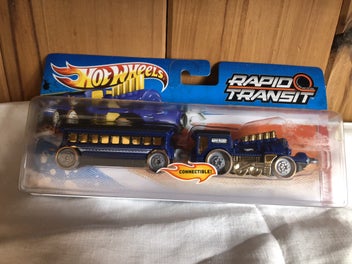 HOT WHEELS
RAPID
TRANSIT
CONNECTIBLE!